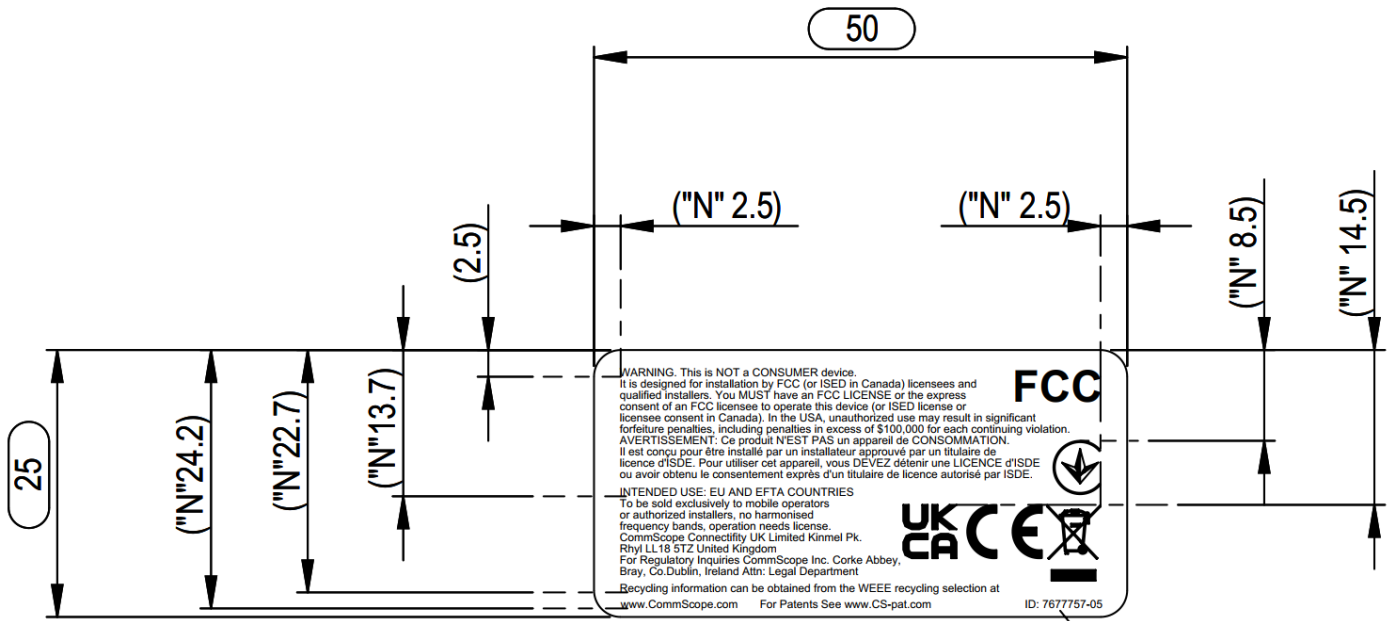 50
("N" 2.5)
("N" 2.5)
(2.5)
("N" 8.5)
("N" 14.5)
25
("N"24.2)
("N"22.7)
("N"13.7)
WARNING. This is NOT a CONSUMER device.
It is designed for installation by FCC (or ISED in Canada) licensees and
qualified installers. You MUST have an FCC LICENSE or the express
consent of an FCC licensee to operate this device (or ISED license or
licensee consent in Canada). In the USA, unauthorized use may result in significant
forfeiture penalties, including penalties in excess of $100,000 for each continuing violation.
FCC
AVERTISSEMENT: Ce produit N'EST PAS un appareil de CONSOMMATION.
Il est conçu pour être installé par un installateur approuvé par un titulaire de
licence d'ISDE. Pour utiliser cet appareil, vous DEVEZ détenir une LICENCE d'ISDE
ou avoir obtenu le consentement exprès d'un titulaire de licence autorisé par ISDE.
INTENDED USE: EU AND EFTA COUNTRIES
To be sold exclusively to mobile operators
or authorized installers, no harmonised
frequency bands, operation needs license.
CommScope Connectifity UK Limited Kinmel Pk.
Rhyl LL18 5TZ United Kingdom
For Regulatory Inquiries CommScope Inc. Corke Abbey,
Bray, Co.Dublin, Ireland Attn: Legal Department
UK
CA
CE
Recycling information can be obtained from the WEEE recycling selection at
www.CommScope.com For Patents See www.CS-pat.com ID: 7677757-05